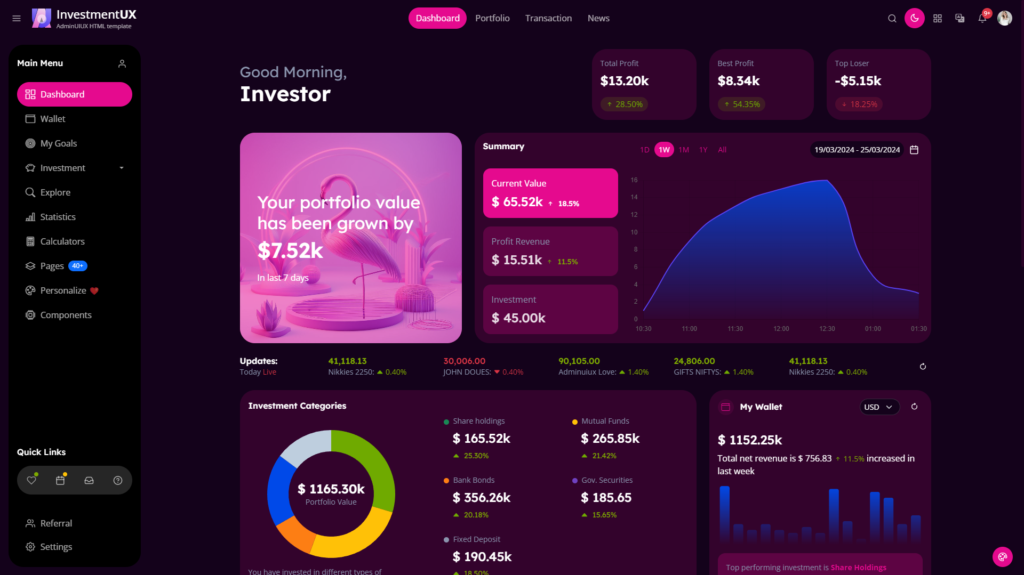 InvestmentUX
AdminUIUX HTML template
Dashboard
Portfolio
Transaction
News
9+
Main Menu
Dashboard
Wallet
My Goals
Investment
Explore
Statistics
Calculators
Pages 40+
Personalize
Components
Quick Links
Referral
Settings
Good Morning,
Investor
Total Profit
$13.20k
↑ 28.50%
Best Profit
$8.34k
↑ 54.35%
Top Loser
-$5.15k
↓ 18.25%
Your portfolio value
has been grown by
$7.52k
In last 7 days
Summary
1D 1W 1M 1Y All
19/03/2024 - 25/03/2024
Current Value
$ 65.52k ↑ 18.5%
Profit Revenue
$ 15.51k ↑ 11.5%
Investment
$ 45.00k
16
14
12
10
8
6
4
2
0
10:30 11:00 11:30 12:00 12:30 01:00 01:30
Updates:
Today Live
41,118.13
Nikkies 2250: 0.40%
30,006.00
JOHN DOUES: 0.40%
90,105.00
Adminuiux Love: 1.40%
24,806.00
GIFTS NIFTYS: 1.40%
41,118.13
Nikkies 2250: 0.40%
Investment Categories
$ 1165.30k
Portfolio Value
You have invested in different types of
Share holdings
$ 165.52k
25.30%
Mutual Funds
$ 265.85k
21.42%
Bank Bonds
$ 356.26k
20.18%
Gov. Securities
$ 185.65
15.65%
Fixed Deposit
$ 190.45k
18.50%
My Wallet
USD
$ 1152.25k
Total net revenue is $ 756.83 ↑ 11.5% increased in
last week
Top performing investment is Share Holdings